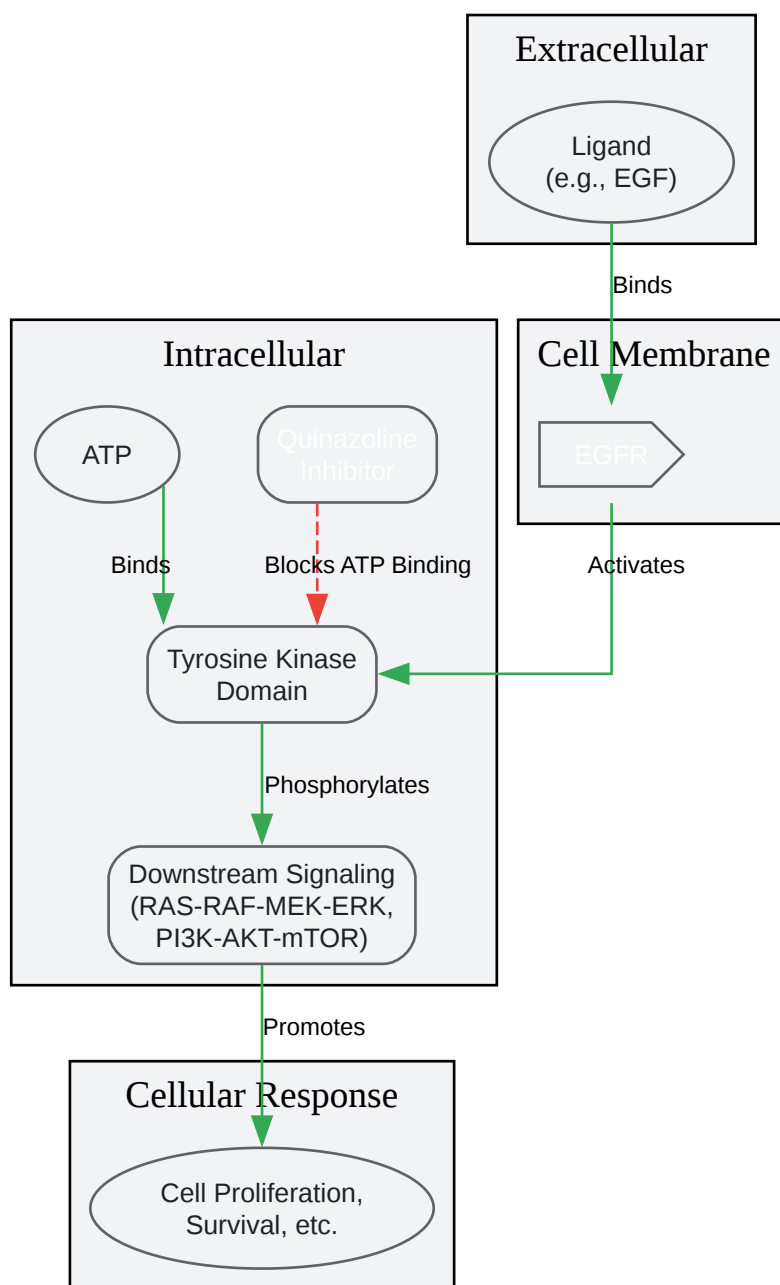 Extracellular
Ligand
(e.g., EGF)
Binds
Intracellular
Cell Membrane
ATP
Quinazoline
Inhibitor
EGFR
Binds
Blocks ATP Binding
Activates
Tyrosine Kinase
Domain
Phosphorylates
Downstream Signaling
(RAS-RAF-MEK-ERK,
PI3K-AKT-mTOR)
Promotes
Cellular Response
Cell Proliferation,
Survival, etc.